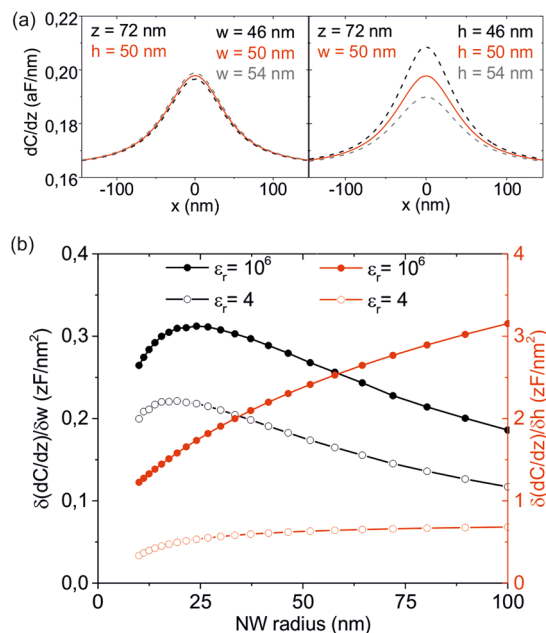 (a)
z = 72 nm
h = 50 nm
w = 46 nm
w = 50 nm
w = 54 nm
z = 72 nm
w = 50 nm
h = 46 nm
h = 50 nm
h = 54 nm
dC/dz (aF/nm)
0,20
0,18
0,16
-100 0 100
-100 0 100
x (nm)
x (nm)
(b)
δ(dC/dz)/δw (zF/nm²)
0,4
0,3
0,2
0,1
0,0
εr = 10⁶
εr = 4
εr = 10⁶
εr = 4
4
3
2
1
0
δ(dC/dz)/δh (zF/nm²)
0 25 50 75 100
NW radius (nm)